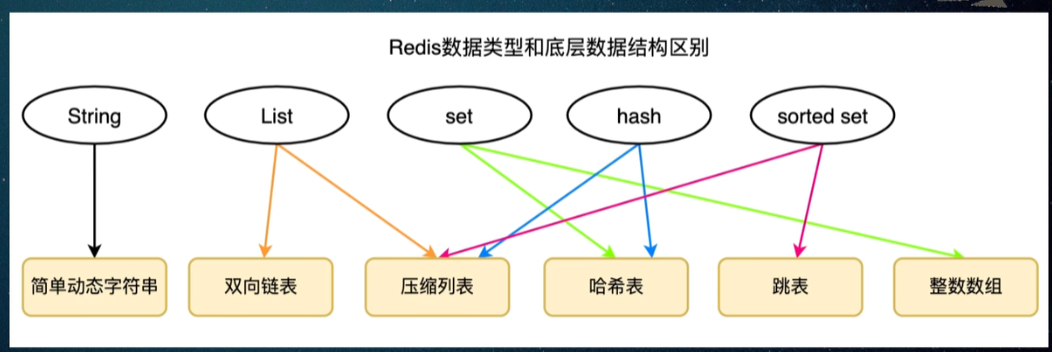 Redis数据类型和底层数据结构区别
String
List
set
hash
sorted set
简单动态字符串
双向链表
压缩列表
哈希表
跳表
整数数组